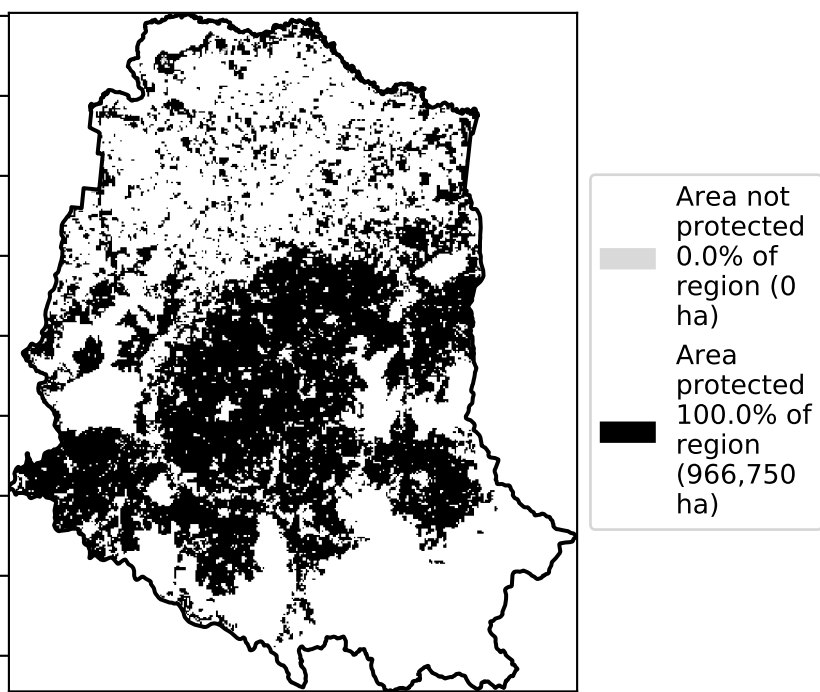 Area not
protected
0.0% of
region (0
ha)
Area
protected
100.0% of
region
(966,750
ha)